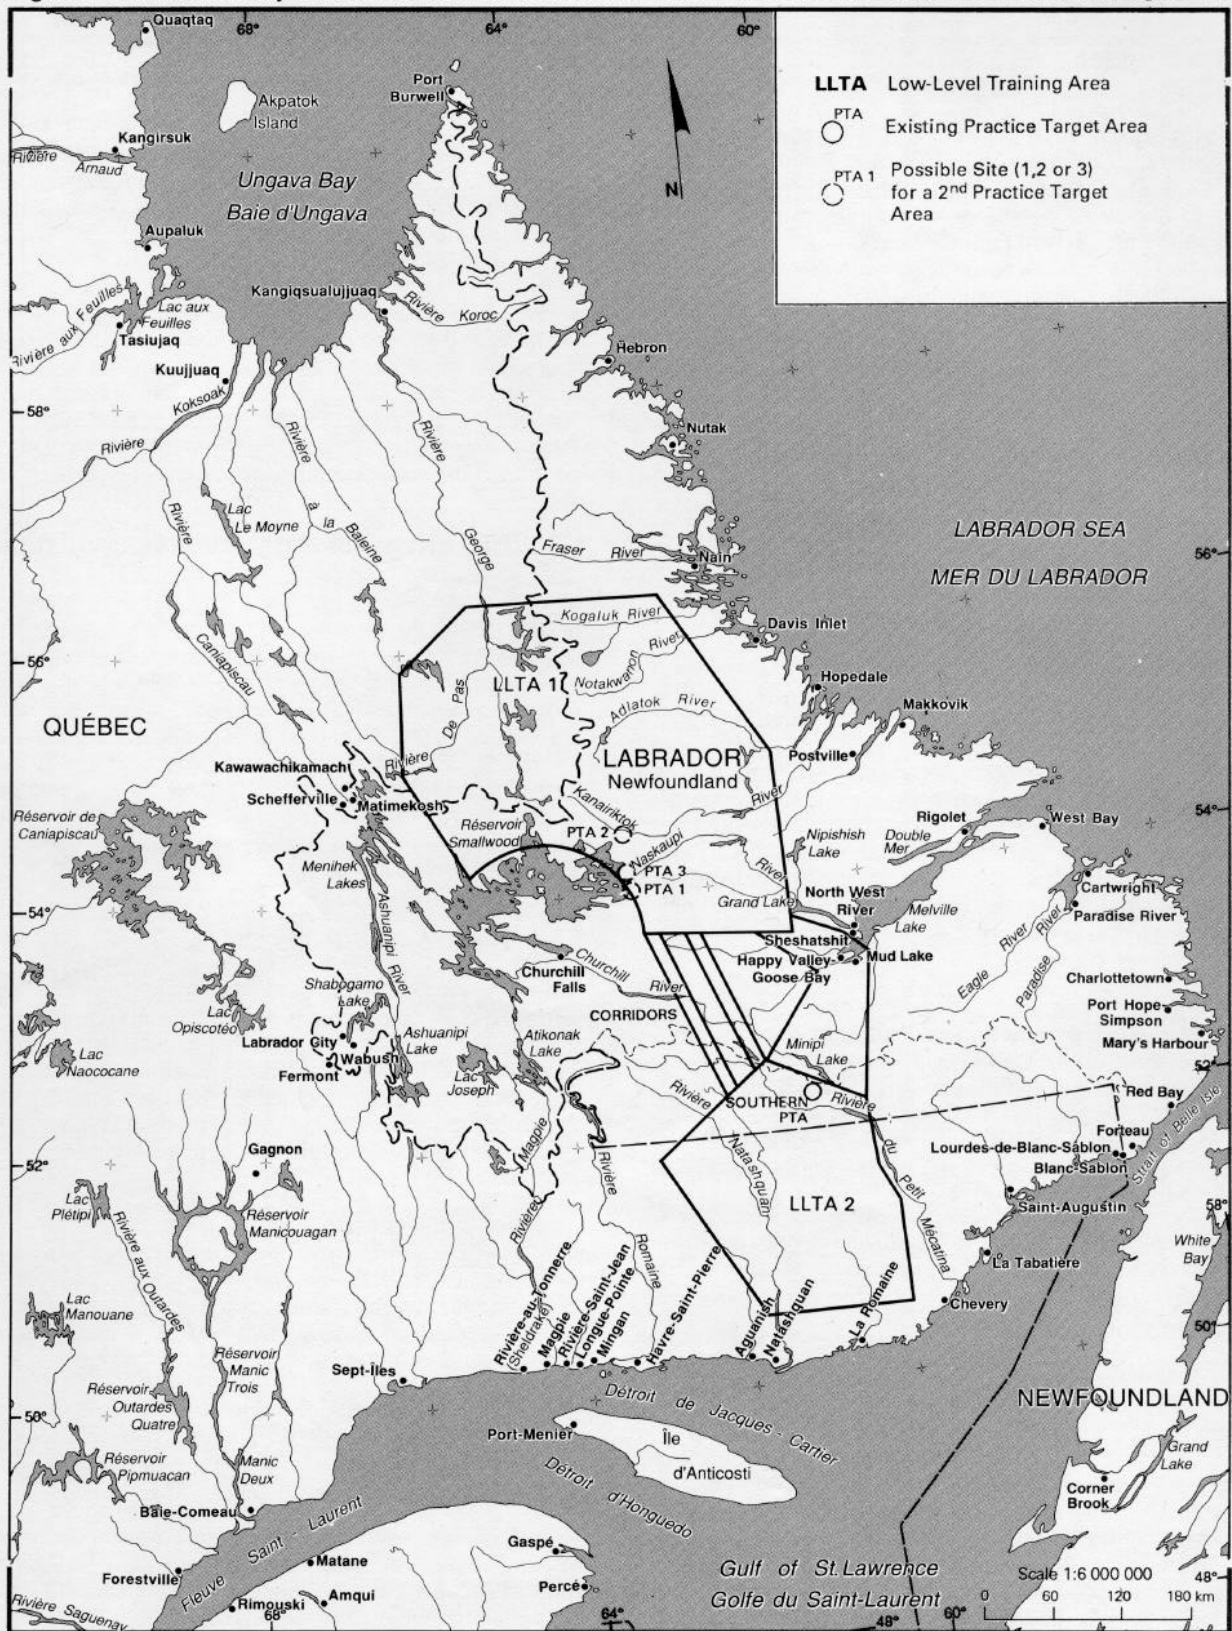 68°
64°
60°
Quaqtaq
Port
Burwell
Akpatok
Island
Kangirsuk
Rivière
Arnaud
Ungava Bay
Baie d'Ungava
N
LLTA Low-Level Training Area
PTA
Existing Practice Target Area
PTA 1 Possible Site (1,2 or 3)
for a 2nd Practice Target
Area
Aupaluk
Kangiqsualujjuaq
Rivière
Koroc
Rivière aux Feuilles
Lac aux
Feuilles
Tasiujaq
Hebron
Kuujjuaq
Koksoak
58°
Rivière
Nutak
Rivière
Rivière
Rivière
Lac
Le Moyne
à
la
Baleine
George
LABRADOR SEA
MER DU LABRADOR
56°
Fraser River
Nain
Kogaluk River
Davis Inlet
56°
Caniapiscau
LLTA 1
Notakwanon
River
Hopedale
Adlatok River
Makkovik
QUÉBEC
De Pas
Rivière
LABRADOR
Newfoundland
Postville
Kawawachikamach
Schefferville
Matimekosh
Kanairiktok
River
54°
Réservoir de
Caniapiscau
Réservoir
Smallwood
PTA 2
Naskaupi
River
Nipishish
Lake
Double
Mer
Rigolet
West Bay
Menihek
Lakes
PTA 3
PTA 1
54°
Grand Lake
North West
River
Melville
Lake
Cartwright
Paradise River
Ashuanipi River
Sheshatshit
Happy Valley-
Goose Bay
Mud Lake
Churchill
Falls
Churchill
River
Eagle
River
Paradise
River
Charlottetown
Port Hope
Simpson
Mary's Harbour
Shabogamo
Lake
CORRIDORS
Lac
Opiscotéo
Labrador City
Wabush
Fermont
Ashuanipi
Lake
Atikonak
Lake
Minipi
Lake
Lac
Naococane
Lac
Joseph
52°
Red Bay
Rivière
SOUTHERN
PTA
Rivière
du
Petit
Mécatina
Forteau
Lourdes-de-Blanc-Sablon
Blanc-Sablon
Strait of Belle Isle
Gagnon
52°
Magpie
Rivière
Rivière
Romaine
Natashquan
LLTA 2
Saint-Augustin
58°
Lac
Plétipi
Réservoir
Manicouagan
Rivière aux Outardes
White
Bay
La Tabatière
Lac
Manouane
Chevery
50°
Rivière-au-Tonnerre
(Sheldrake)
Magpie
Rivière-Saint-Jean
Longue-Pointe
Mingan
Havre-Saint-Pierre
Aguanish
Natashquan
La Romaine
Réservoir
Manic
Trois
Sept-Îles
Réservoir
Outardes
Quatre
50°
Détroit de Jacques - Cartier
NEWFOUNDLAND
Port-Menier
Île
d'Anticosti
Grand
Lake
Réservoir
Pipmuacan
Manic
Deux
Détroit d'Honguedo
Corner
Brook
Baie-Comeau
Fleuve Saint - Laurent
Gaspé
Matane
Forestville
Gulf of St. Lawrence
Golfe du Saint-Laurent
Scale 1:6 000 000
48°
Percé
Amqui
Rimouski
Rivière Saguenay
68°
64°
48°
60°
0 60 120 180 km